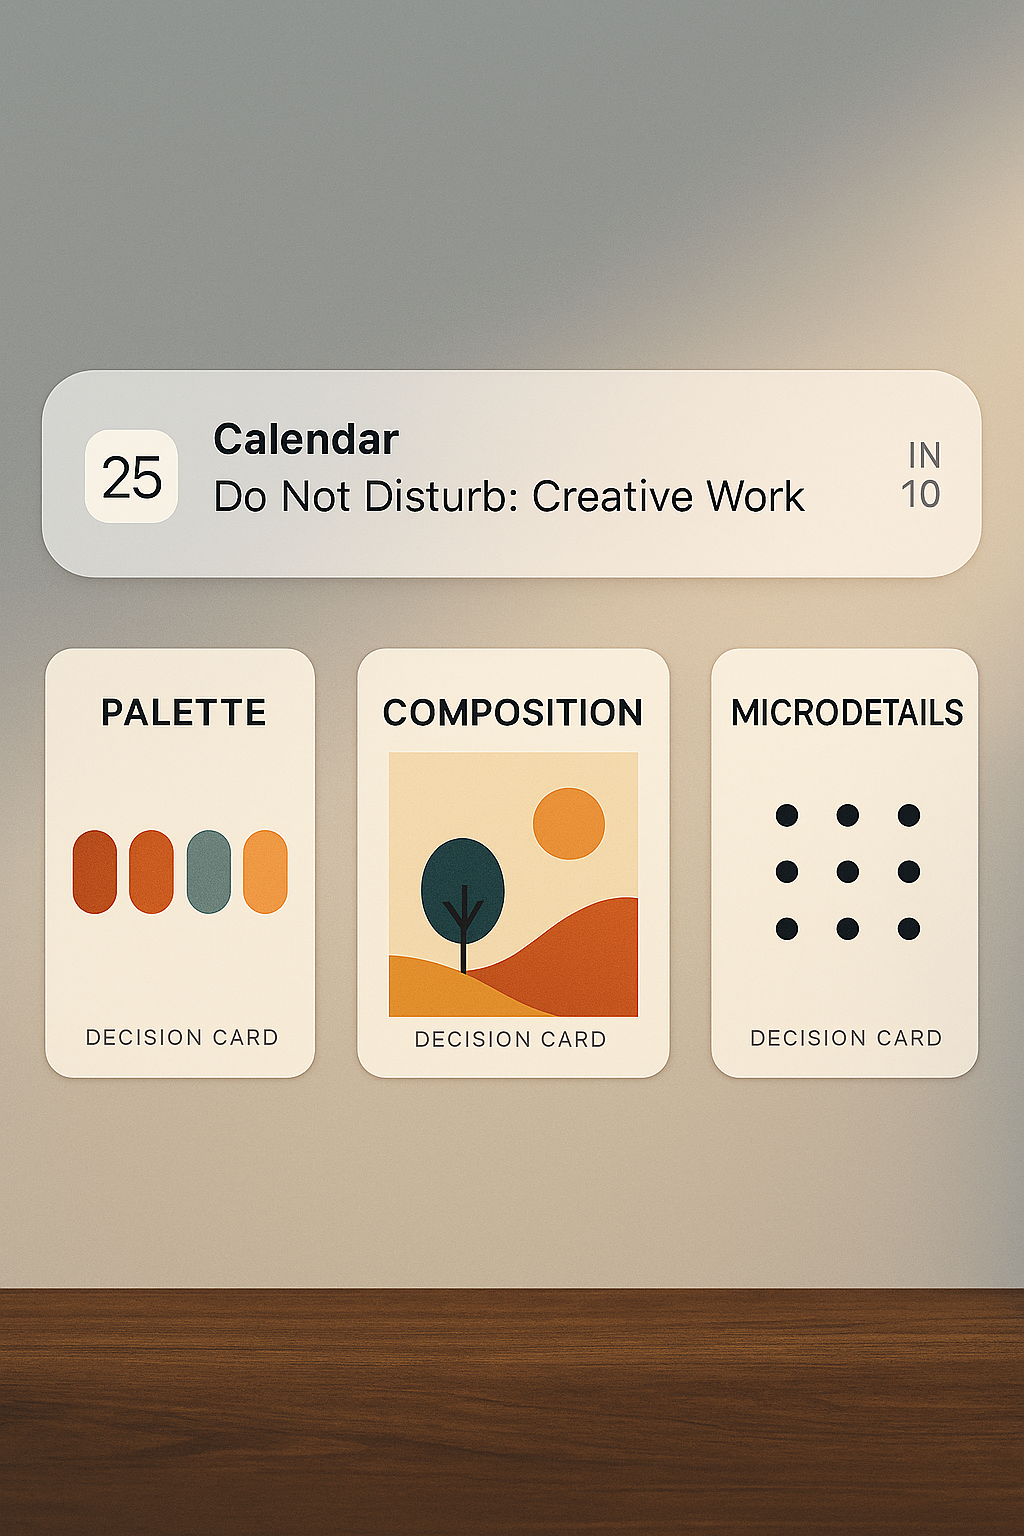 25
Calendar
Do Not Disturb: Creative Work
IN
10
PALETTE
DECISION CARD
COMPOSITION
DECISION CARD
MICRODETAILS
DECISION CARD